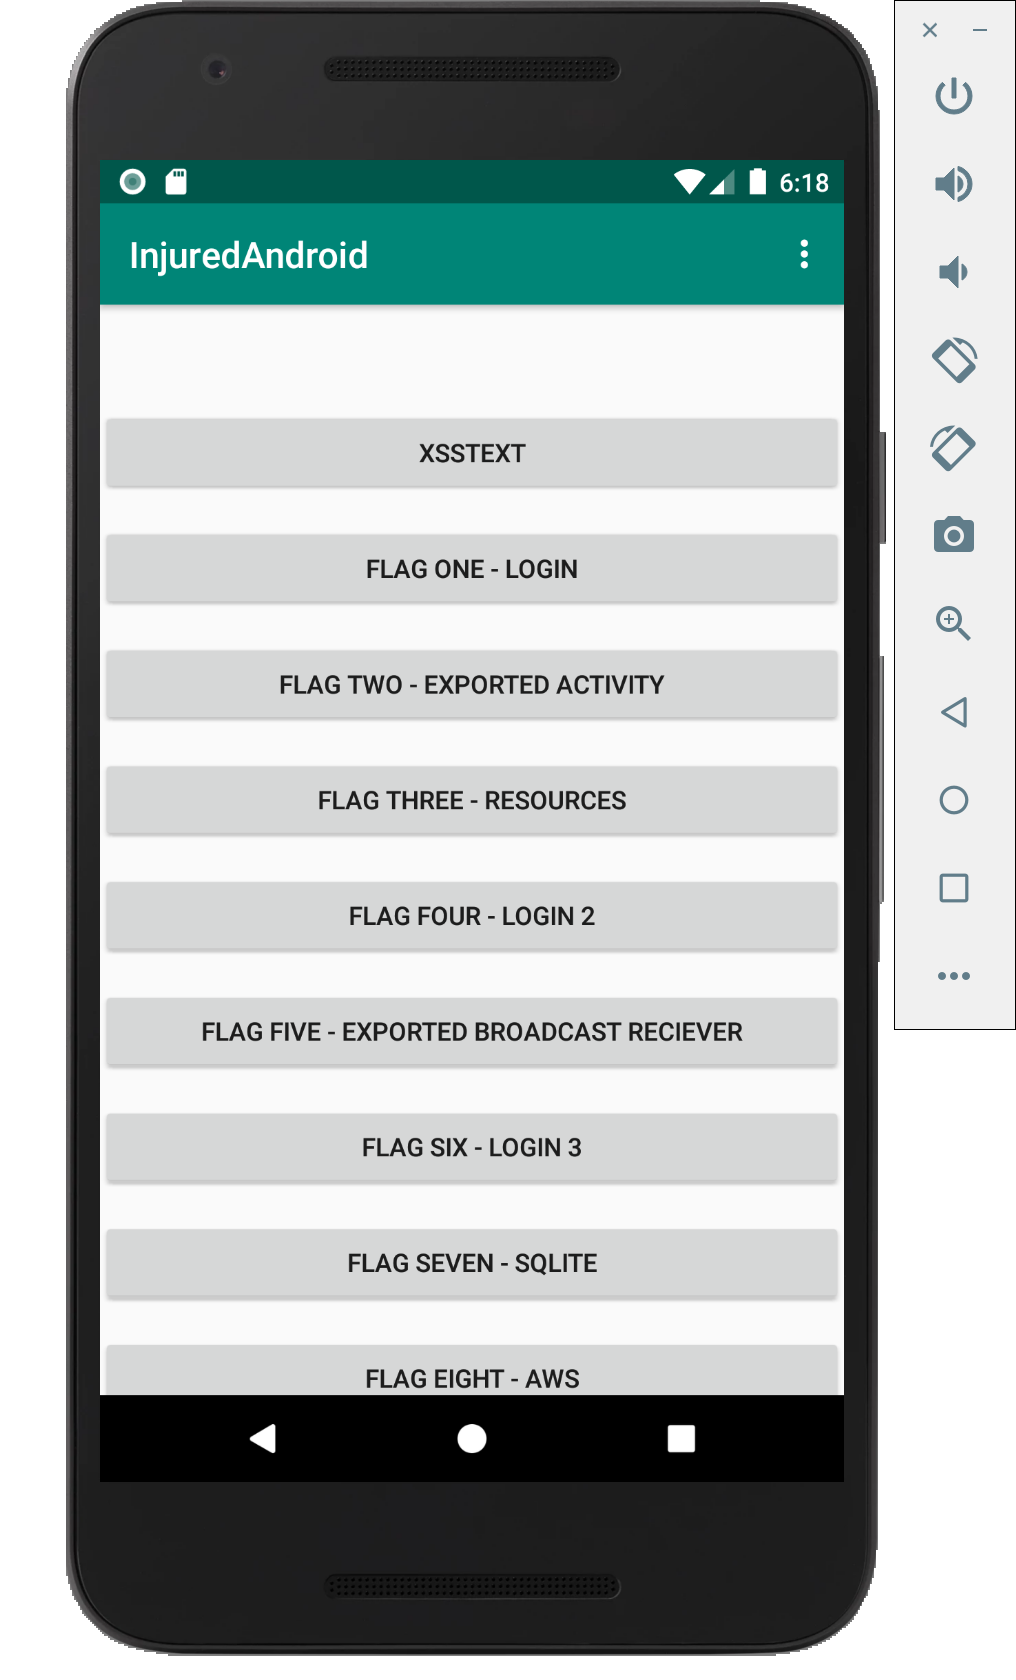 6:18
InjuredAndroid
XSSTEXT
FLAG ONE - LOGIN
FLAG TWO - EXPORTED ACTIVITY
FLAG THREE - RESOURCES
FLAG FOUR - LOGIN 2
FLAG FIVE - EXPORTED BROADCAST RECIEVER
FLAG SIX - LOGIN 3
FLAG SEVEN - SQLITE
FLAG EIGHT - AWS